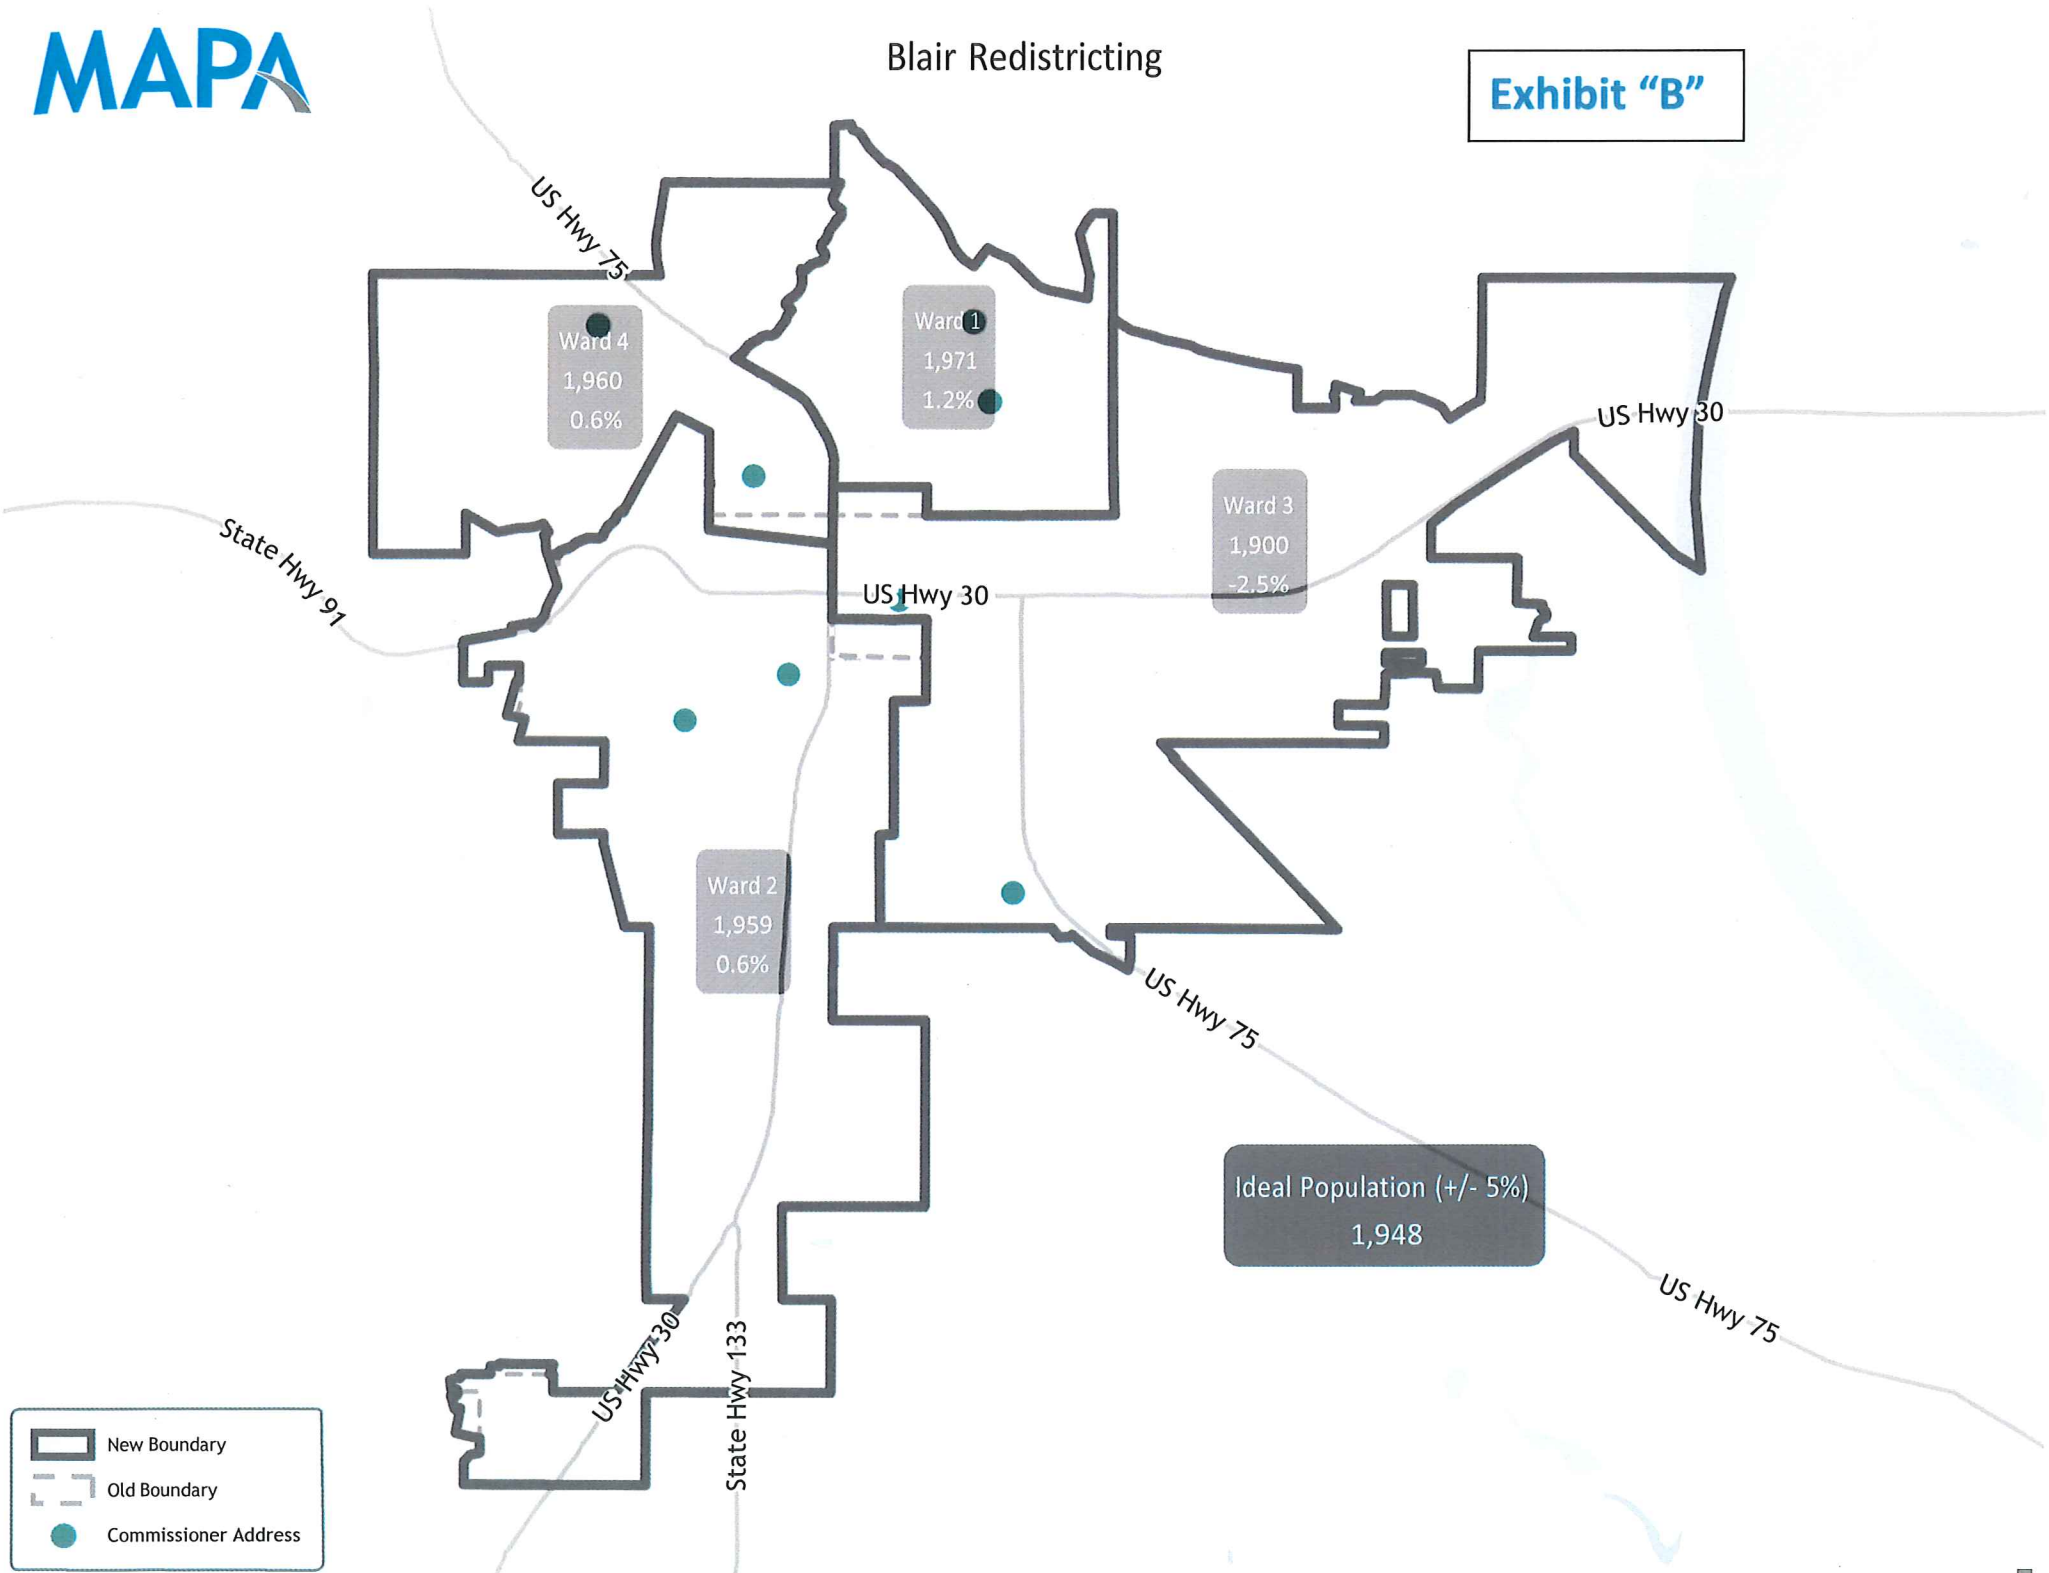 MAPA
Blair Redistricting
Exhibit “B”
US Hwy 75
Ward 4
1,960
0.6%
Ward 1
1,971
1.2%
US Hwy 30
Ward 3
1,900
-2.5%
State Hwy 91
US Hwy 30
Ward 2
1,959
0.6%
US Hwy 75
Ideal Population (+/- 5%)
1,948
US Hwy 75
US Hwy 30
State Hwy 133
New Boundary
Old Boundary
Commissioner Address